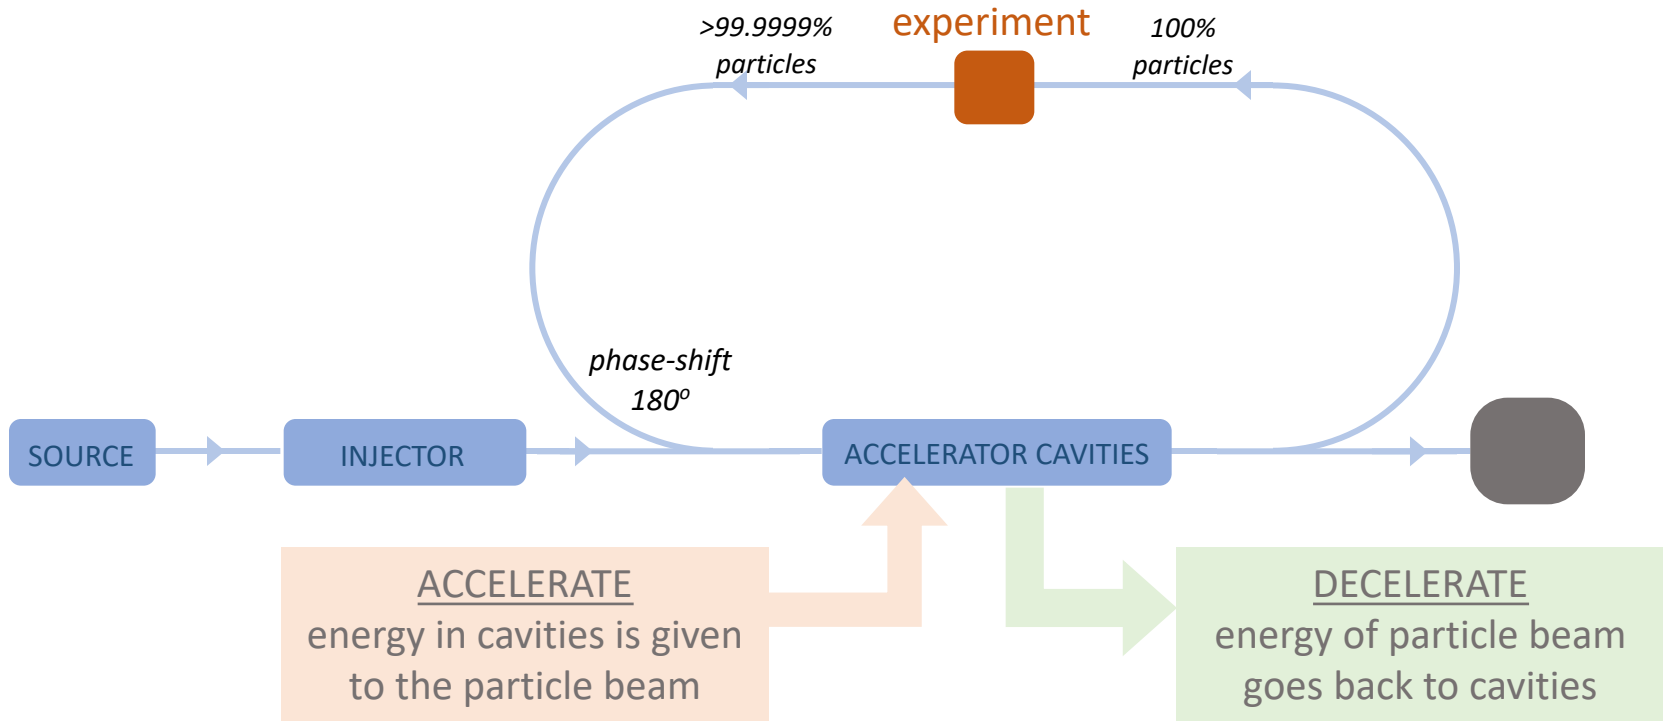 >99.9999%
particles
experiment
100%
particles
phase-shift
180º
SOURCE
INJECTOR
ACCELERATOR CAVITIES
ACCELERATE
energy in cavities is given
to the particle beam
DECELERATE
energy of particle beam
goes back to cavities